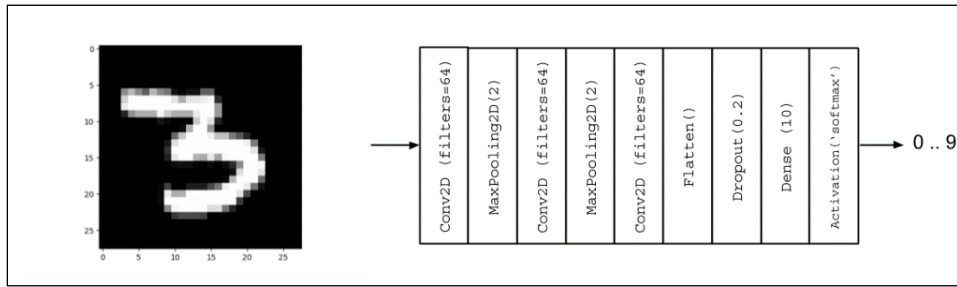 0
5
10
15
20
25
0 5 10 15 20 25
Conv2D (filters=64)
MaxPooling2D(2)
Conv2D (filters=64)
MaxPooling2D(2)
Conv2D (filters=64)
Flatten()
Dropout(0.2)
Dense (10)
Activation('softmax')
0 .. 9